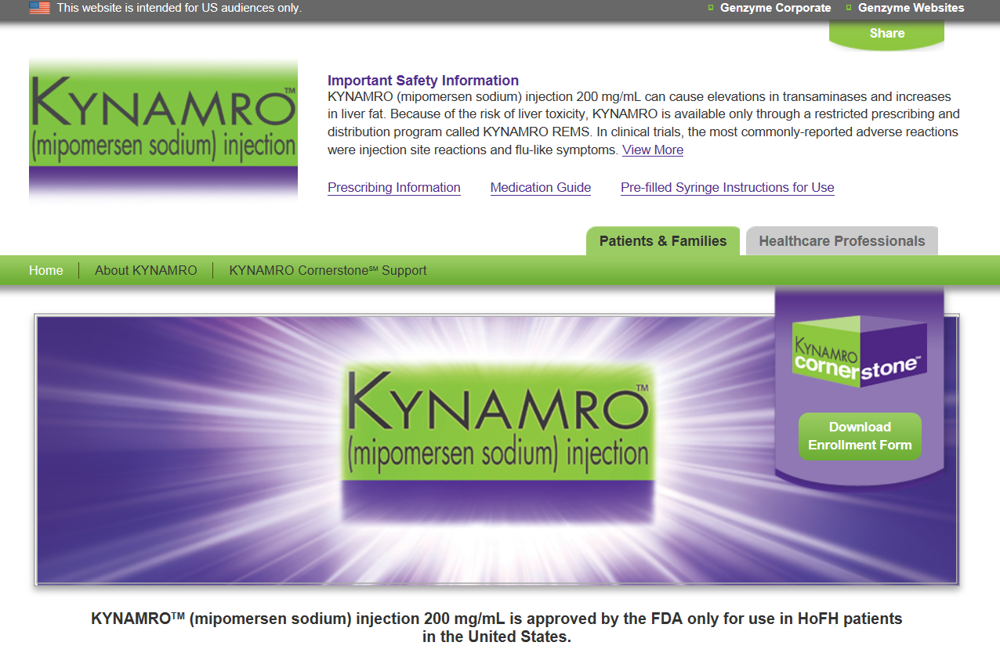 This website is intended for US audiences only.
Genzyme Corporate Genzyme Websites
Share
KYNAMRO™
(mipomersen sodium) injection
Important Safety Information
KYNAMRO (mipomersen sodium) injection 200 mg/mL can cause elevations in transaminases and increases
in liver fat. Because of the risk of liver toxicity, KYNAMRO is available only through a restricted prescribing and
distribution program called KYNAMRO REMS. In clinical trials, the most commonly-reported adverse reactions
were injection site reactions and flu-like symptoms. View More
Prescribing Information Medication Guide Pre-filled Syringe Instructions for Use
Patients & Families Healthcare Professionals
Home About KYNAMRO KYNAMRO Cornerstone℠ Support
KYNAMRO™
(mipomersen sodium) injection
KYNAMRO
cornerstone℠
Download
Enrollment Form
KYNAMRO™ (mipomersen sodium) injection 200 mg/mL is approved by the FDA only for use in HoFH patients
in the United States.